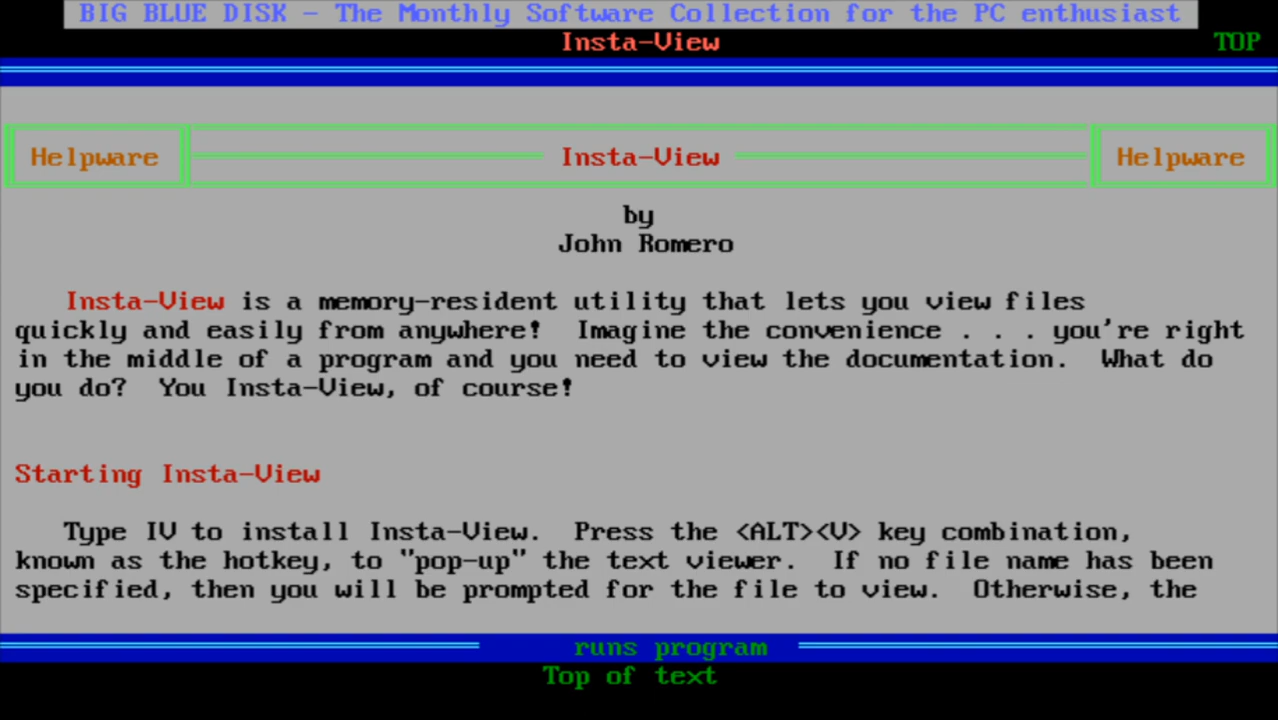 BIG BLUE DISK - The Monthly Software Collection for the PC enthusiast
Insta-View TOP
Helpware Insta-View Helpware
by
John Romero
Insta-View is a memory-resident utility that lets you view files
quickly and easily from anywhere! Imagine the convenience . . . you're right
in the middle of a program and you need to view the documentation. What do
you do? You Insta-View, of course!
Starting Insta-View
Type IV to install Insta-View. Press the <ALT><V> key combination,
known as the hotkey, to "pop-up" the text viewer. If no file name has been
specified, then you will be prompted for the file to view. Otherwise, the
runs program
Top of text